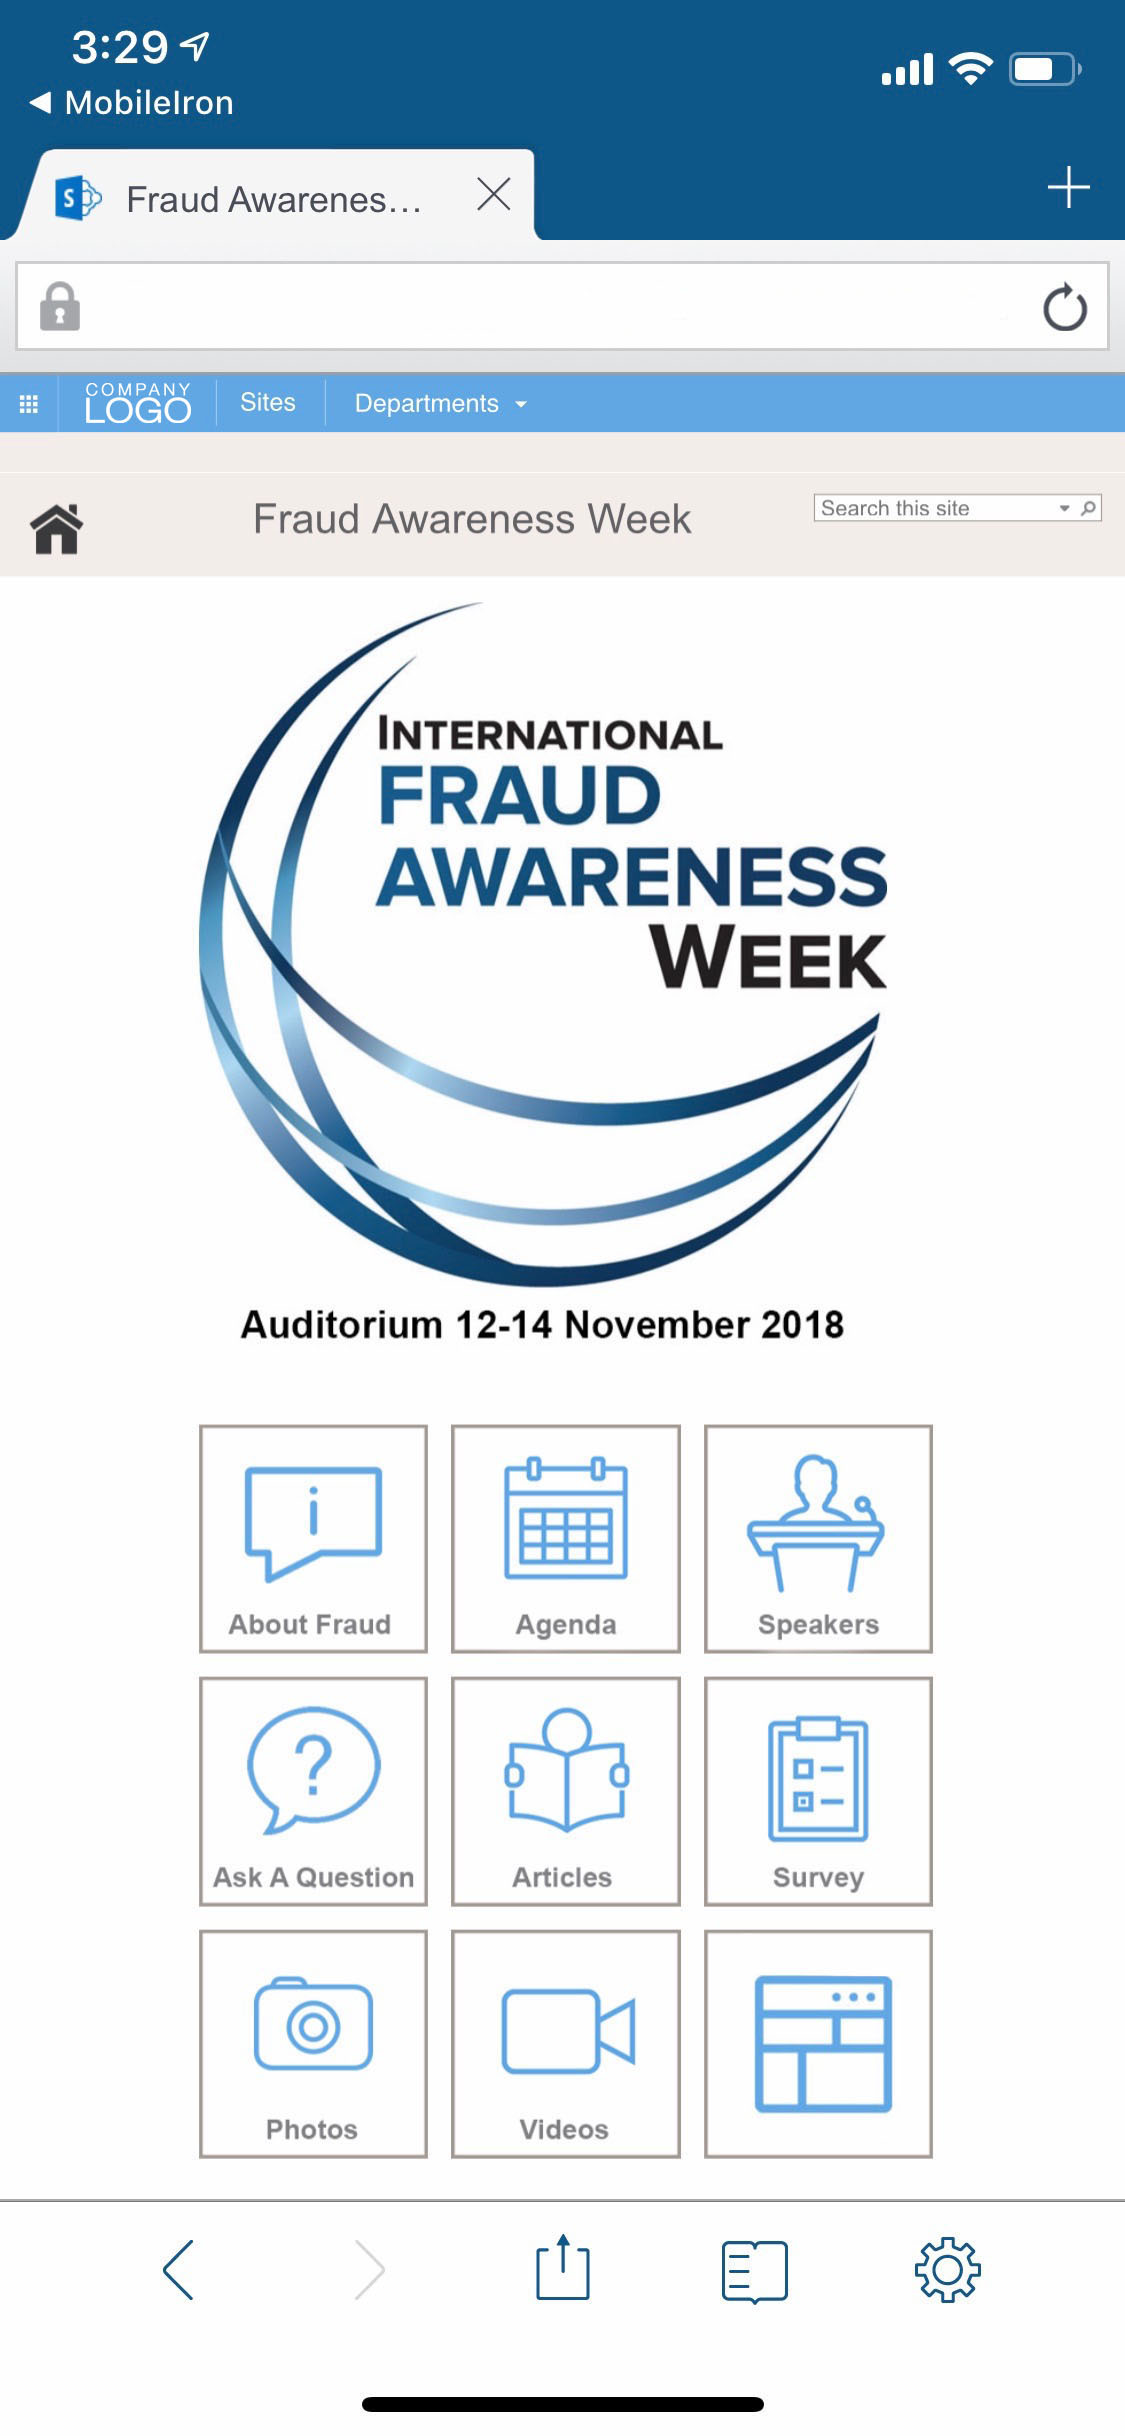 3:29
MobileIron
Fraud Awarenes...
COMPANY
LOGO
Sites
Departments
Fraud Awareness Week
Search this site
INTERNATIONAL
FRAUD
AWARENESS
WEEK
Auditorium 12-14 November 2018
About Fraud
Agenda
Speakers
Ask A Question
Articles
Survey
Photos
Videos